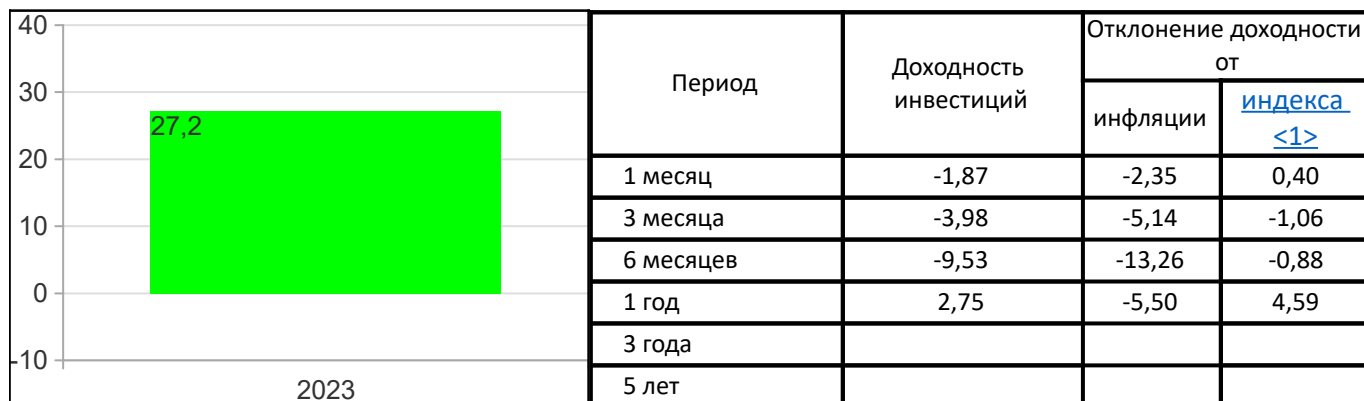 40
30
20
10
0
-10
27,2
2023
Период
Доходность
инвестиций
Отклонение доходности
от
инфляции
индекса
<1>
1 месяц -1,87 -2,35 0,40
3 месяца -3,98 -5,14 -1,06
6 месяцев -9,53 -13,26 -0,88
1 год 2,75 -5,50 4,59
3 года
5 лет